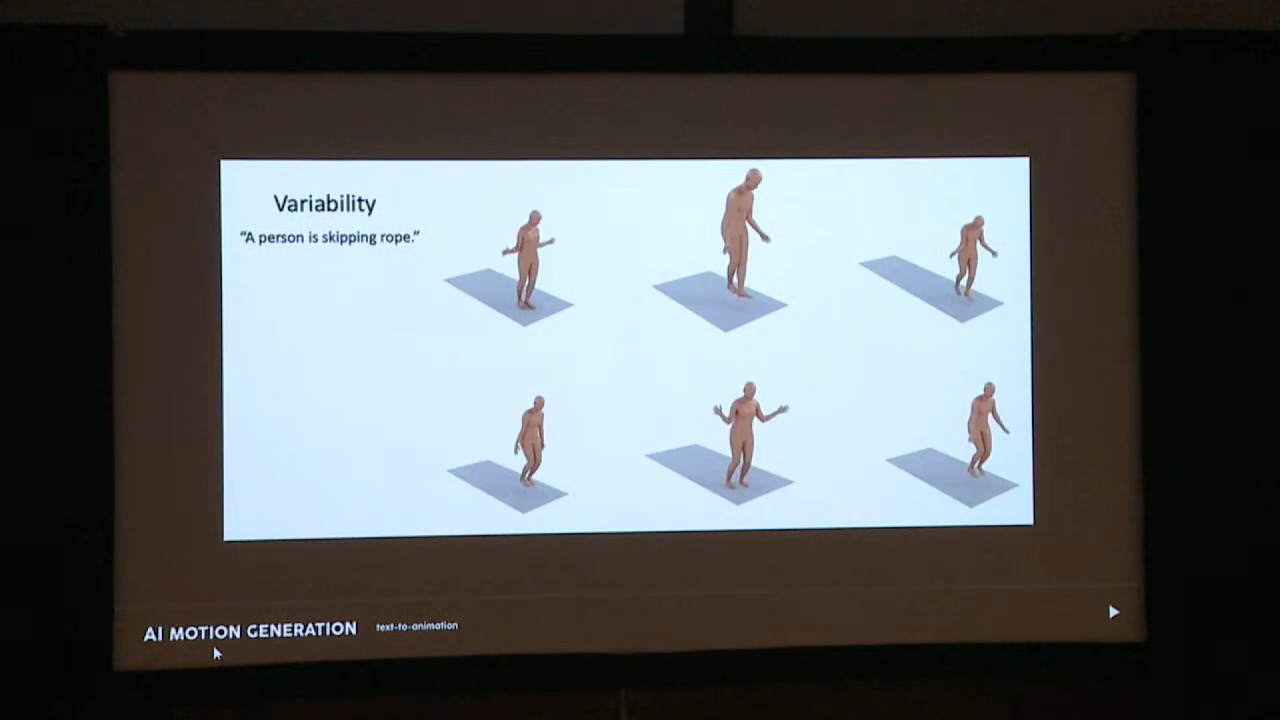 Variability
“A person is skipping rope.”
AI MOTION GENERATION
text-to-animation